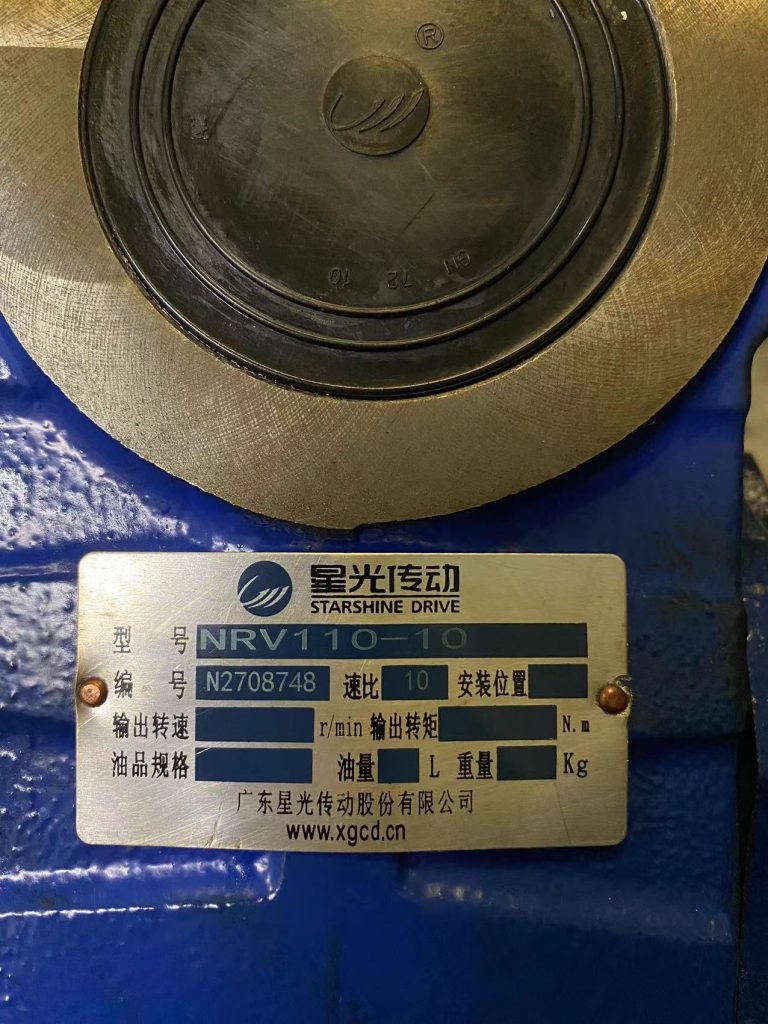 ®
GN 72 10
星光传动
STARSHINE DRIVE
型号 NRV110-10
编号 N2708748 速比 10 安装位置
输出转速 r/min 输出转矩 N.m
油品规格 油量 L 重量 Kg
广东星光传动股份有限公司
www.xgcd.cn